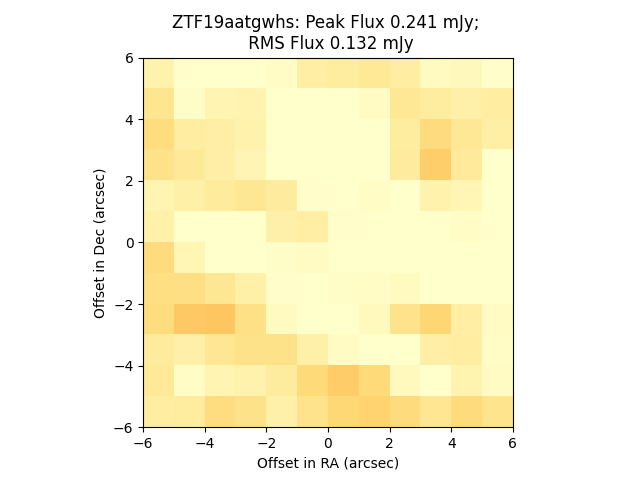 ZTF19aatgwhs: Peak Flux 0.241 mJy;
RMS Flux 0.132 mJy
6
4
2
0
−2
−4
−6
Offset in Dec (arcsec)
−6 −4 −2 0 2 4 6
Offset in RA (arcsec)